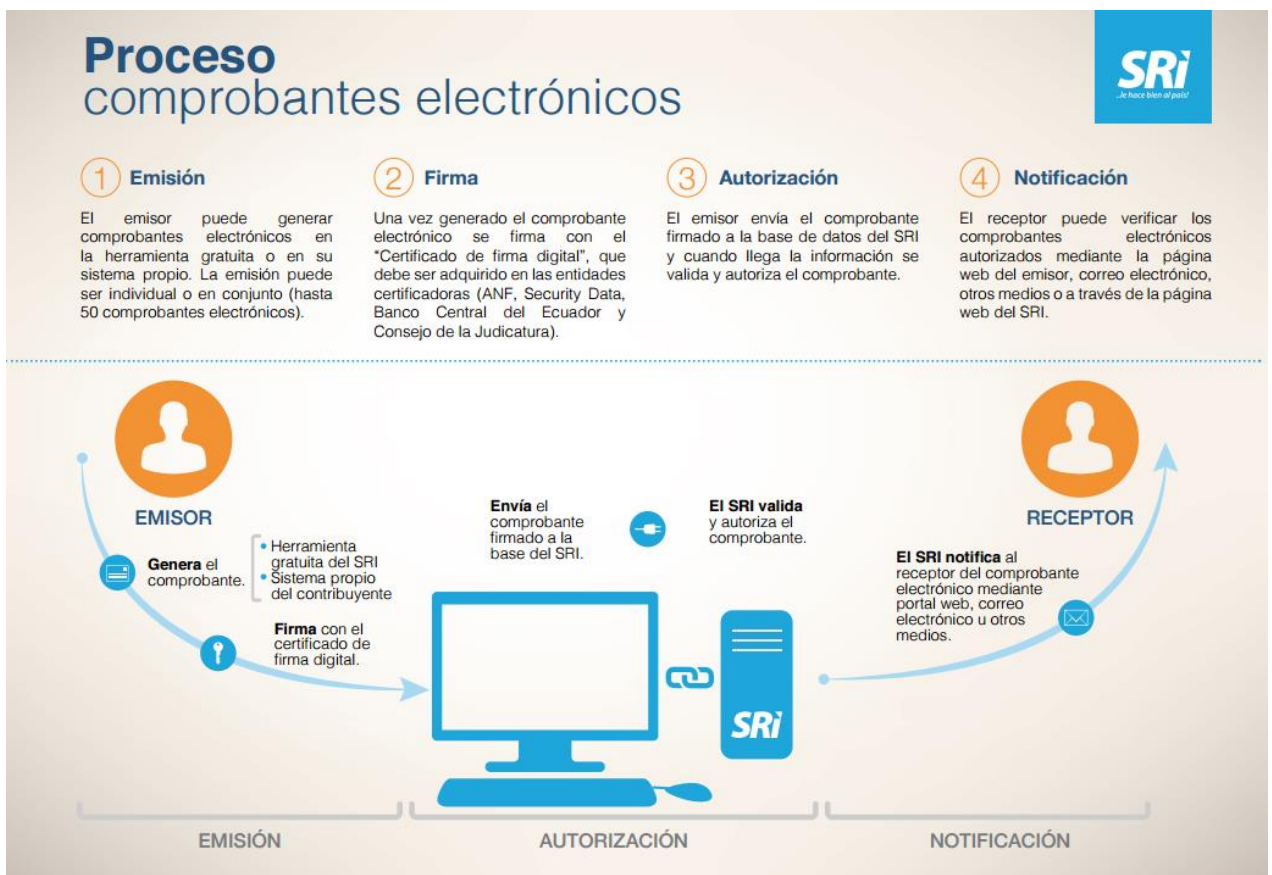 Proceso
comprobantes electrónicos
SRi
...le hace bien al país!
1 Emisión
El emisor puede generar
comprobantes electrónicos en
la herramienta gratuita o en su
sistema propio. La emisión puede
ser individual o en conjunto (hasta
50 comprobantes electrónicos).
2 Firma
Una vez generado el comprobante
electrónico se firma con el
"Certificado de firma digital", que
debe ser adquirido en las entidades
certificadoras (ANF, Security Data,
Banco Central del Ecuador y
Consejo de la Judicatura).
3 Autorización
El emisor envía el comprobante
firmado a la base de datos del SRI
y cuando llega la información se
valida y autoriza el comprobante.
4 Notificación
El receptor puede verificar los
comprobantes electrónicos
autorizados mediante la página
web del emisor, correo electrónico,
otros medios o a través de la página
web del SRI.
EMISOR
Genera el
comprobante.
• Herramienta
gratuita del SRI
• Sistema propio
del contribuyente
Firma con el
certificado de
firma digital.
Envía el
comprobante
firmado a la
base del SRI.
El SRI valida
y autoriza el
comprobante.
SRi
RECEPTOR
El SRI notifica al
receptor del comprobante
electrónico mediante
portal web, correo
electrónico u otros
medios.
EMISIÓN
AUTORIZACIÓN
NOTIFICACIÓN